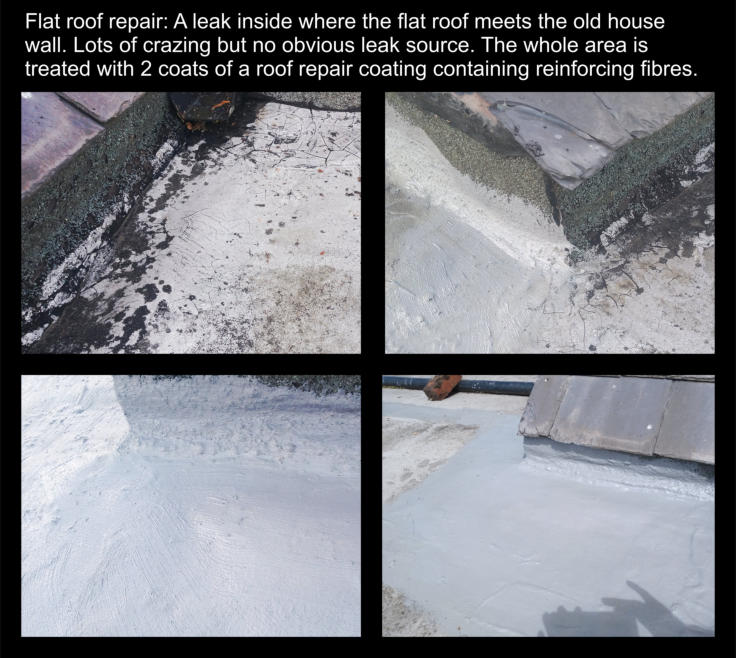 Flat roof repair: A leak inside where the flat roof meets the old house
wall. Lots of crazing but no obvious leak source. The whole area is
treated with 2 coats of a roof repair coating containing reinforcing fibres.